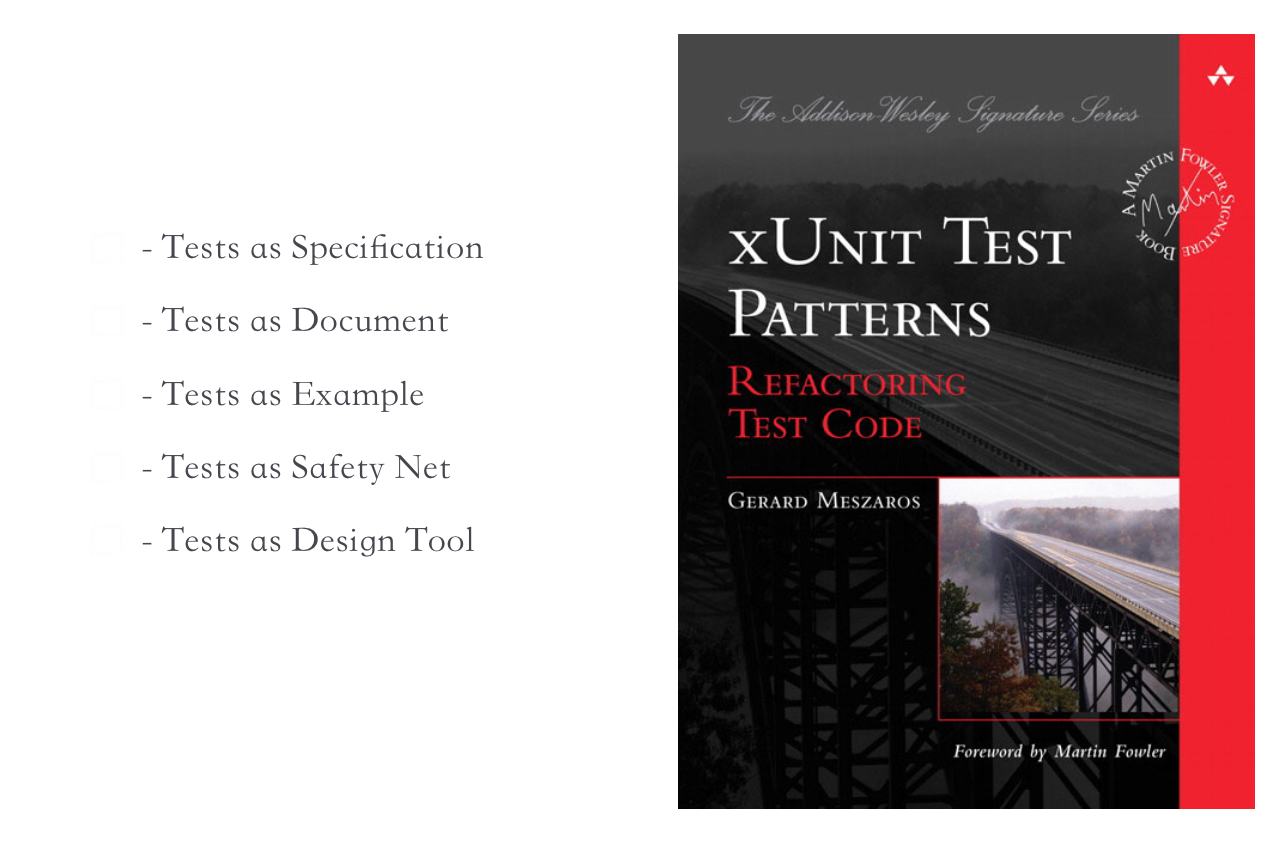 - Tests as Specification
- Tests as Document
- Tests as Example
- Tests as Safety Net
- Tests as Design Tool
The Addison-Wesley Signature Series
A MARTIN FOWLER SIGNATURE BOOK
Martin
xUNIT TEST
PATTERNS
REFACTORING
TEST CODE
GERARD MESZAROS
Foreword by Martin Fowler